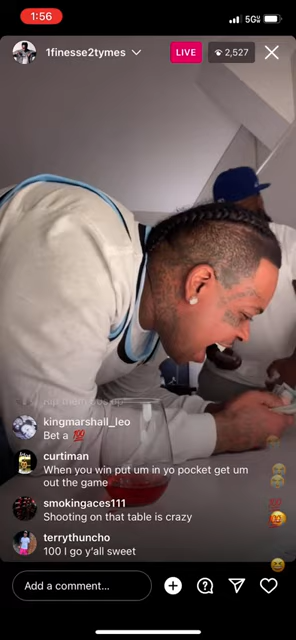 1:56
5G
1finesse2tymes
LIVE
2,527
kingmarshall_leo
Bet a 💯
curtiman
When you win put um in yo pocket get um
out the game
smokingaces111
Shooting on that table is crazy
terrythuncho
100 I go y'all sweet
Add a comment...